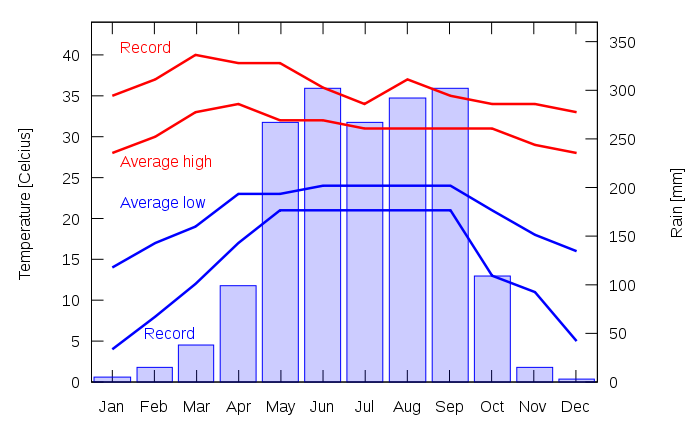 Record
Average high
Average low
Record
Temperature [Celcius]
40
35
30
25
20
15
10
5
0
Rain [mm]
350
300
250
200
150
100
50
0
Jan Feb Mar Apr May Jun Jul Aug Sep Oct Nov Dec